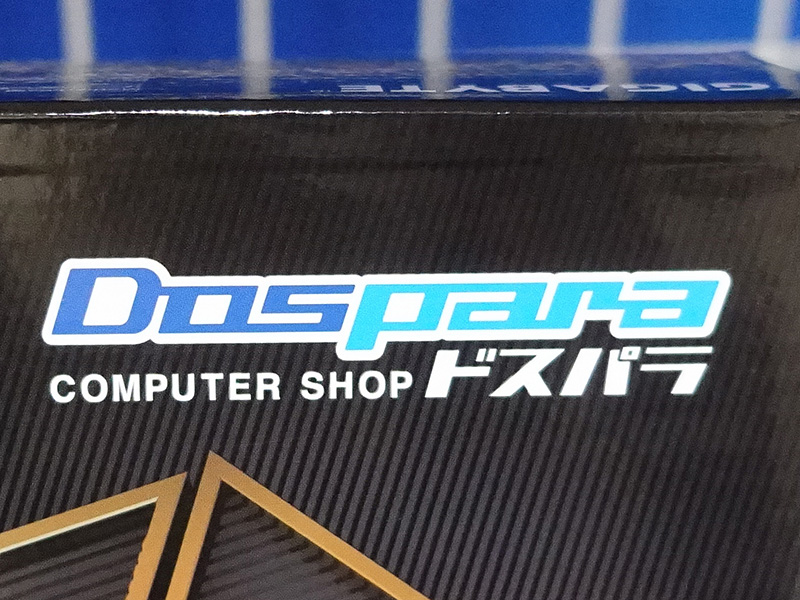 GIGABYTE
Dospara
COMPUTER SHOP ドスパラ